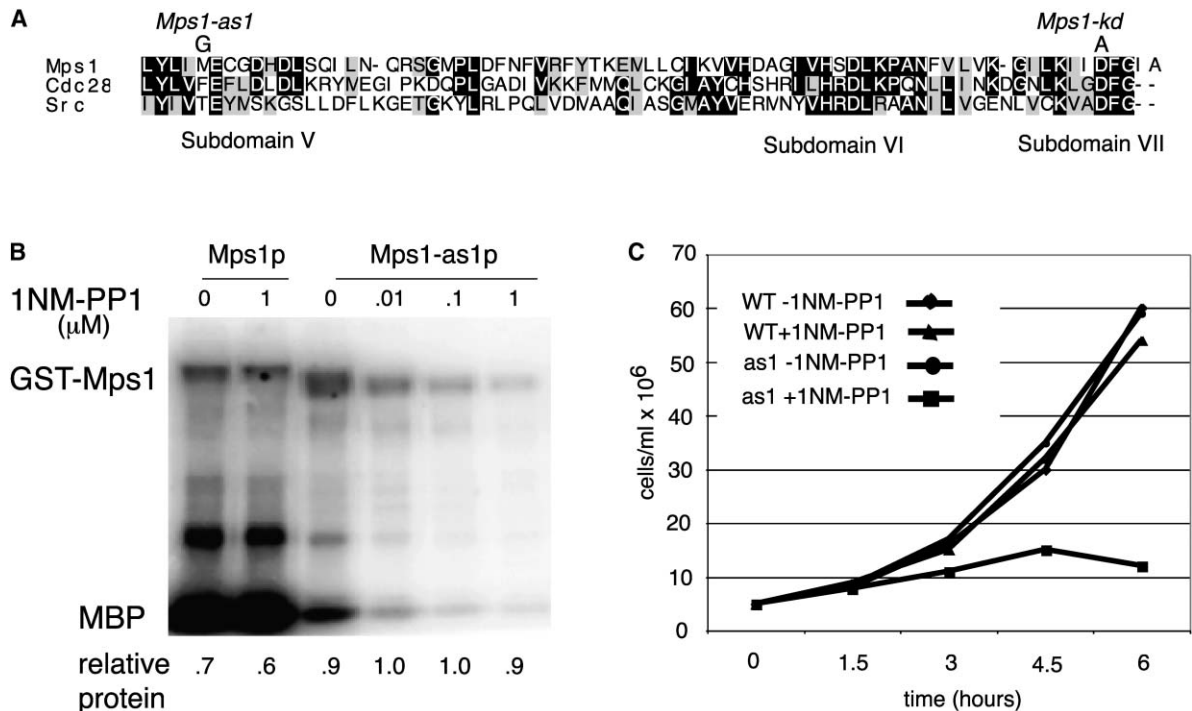 A
Mps1-as1 Mps1-kd
G A
Mps1 LYLIMECGDHDLSQILN-QRSGMPLDFNFVRFYTKEMLLCLKVVHDAGIVHSDLKPANFVLVK-GILKIIDFGIA
Cdc28 LYLVFEFLDLDLKRYMEGIPKDQPLGADIVKKFMMQLCKGIAYCHSHRILHRDLKPQNLLINKDGNLKLGDFG--
Src IYIVTEYMSKGSLLDFLKGETGKYLRLPQLVDMAAQIASGMAYVERMNYVHRDLRAANILVGENLVCKVADFG--
Subdomain V Subdomain VI Subdomain VII
B
Mps1p Mps1-as1p
1NM-PP1 0 1 0 .01 .1 1
(µM)
GST-Mps1
MBP
relative .7 .6 .9 1.0 1.0 .9
protein
C
70
60
50
40
30
20
10
0
cells/ml x 10⁶
WT -1NM-PP1
WT+1NM-PP1
as1 -1NM-PP1
as1 +1NM-PP1
0 1.5 3 4.5 6
time (hours)